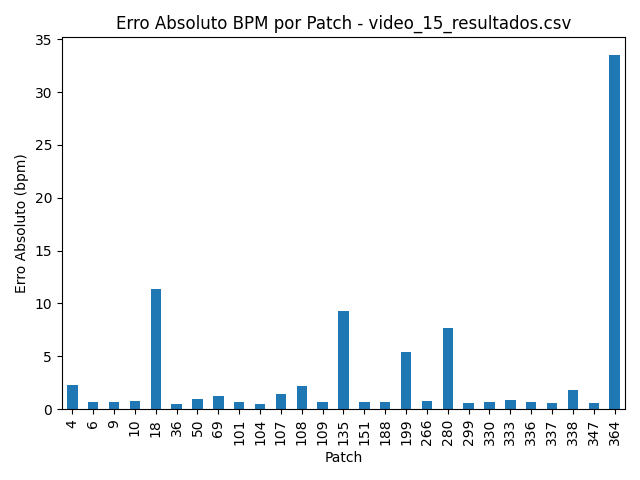 Erro Absoluto BPM por Patch - video_15_resultados.csv
35
30
25
20
15
10
5
0
Erro Absoluto (bpm)
4 6 9 10 18 36 50 69 101 104 107 108 109 135 151 188 199 266 280 299 330 333 336 337 338 347 364
Patch